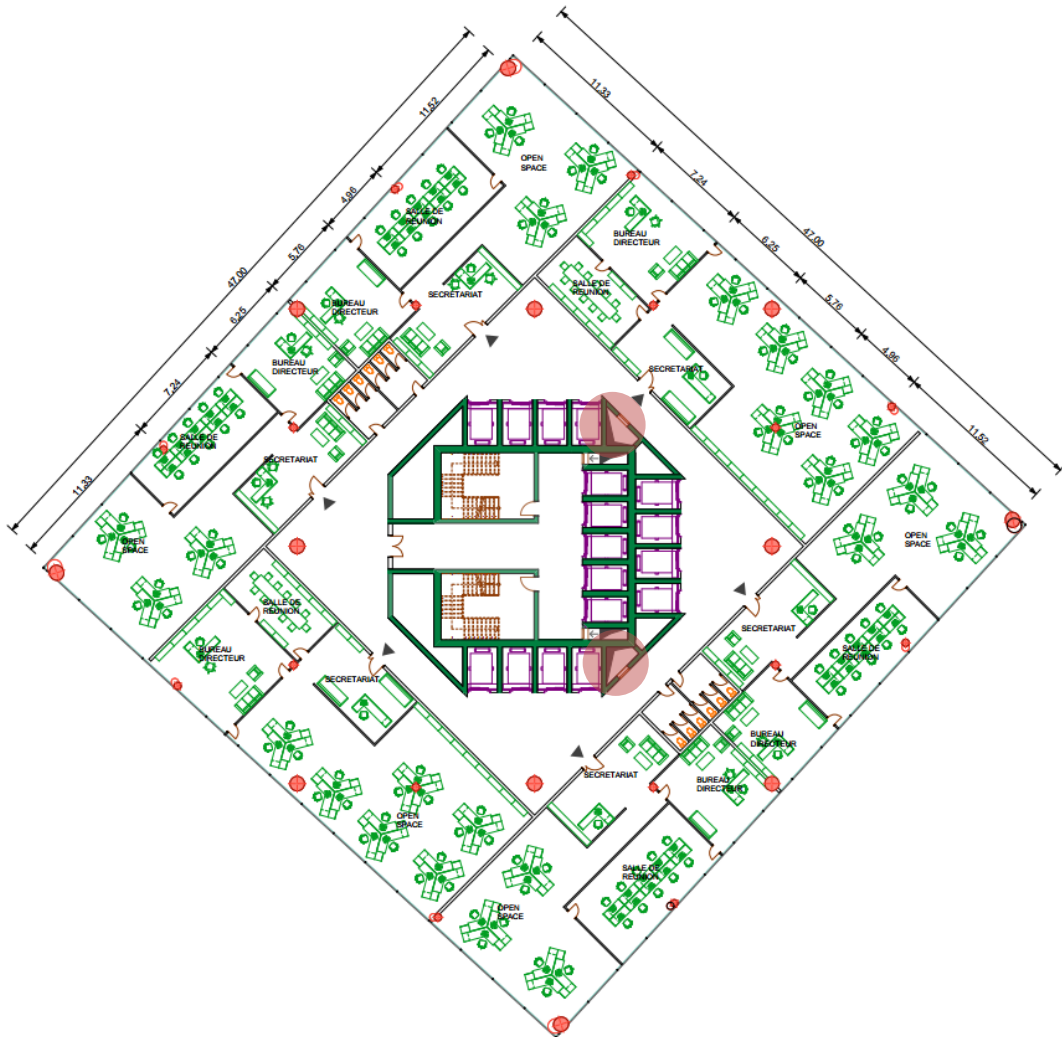 11,33
7,24
47,00
6,25
5,76
4,96
11,52
11,52
4,96
5,76
47,00
6,25
7,24
11,33
OPEN
SPACE
SALLE DE
REUNION
BUREAU
DIRECTEUR
SALLE DE
REUNION
SECRETARIAT
BUREAU
DIRECTEUR
BUREAU
DIRECTEUR
SECRETARIAT
OPEN
SPACE
SALLE DE
REUNION
SECRETARIAT
OPEN
SPACE
OPEN
SPACE
SALLE DE
REUNION
BUREAU
DIRECTEUR
SECRETARIAT
SECRETARIAT
SALLE DE
REUNION
BUREAU
DIRECTEUR
SECRETARIAT
BUREAU
DIRECTEUR
OPEN
SPACE
SALLE DE
REUNION
OPEN
SPACE